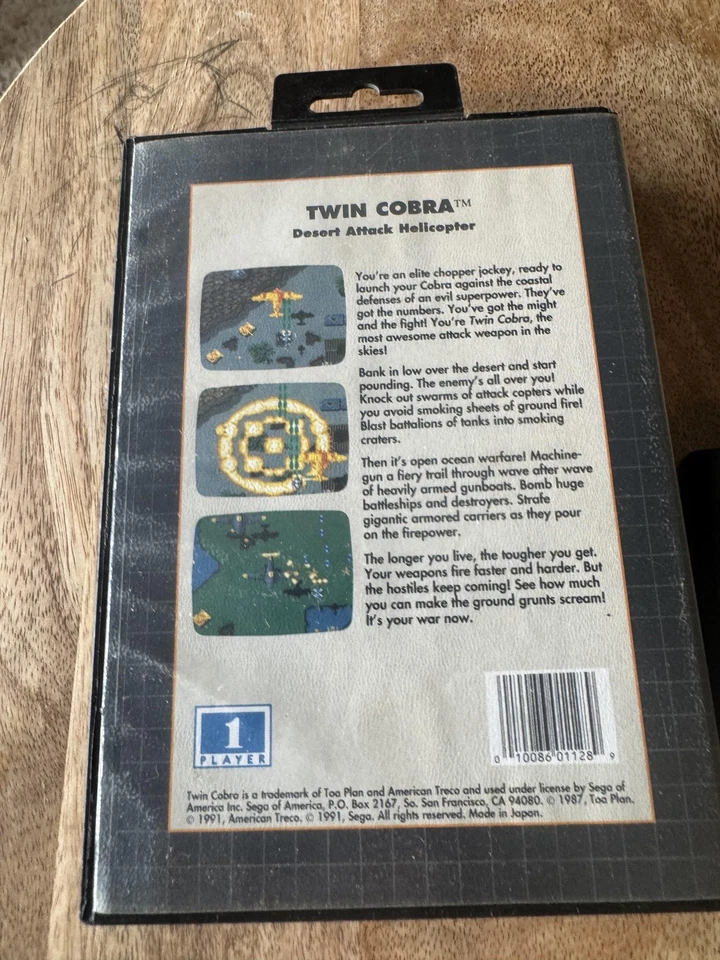 TWIN COBRA™
Desert Attack Helicopter
You're an elite chopper jockey, ready to
launch your Cobra against the coastal
defenses of an evil superpower. They've
got the numbers. You've got the might
and the fight! You're Twin Cobra, the
most awesome attack weapon in the
skies!
Bank in low over the desert and start
pounding. The enemy's all over you!
Knock out swarms of attack copters while
you avoid smoking sheets of ground fire!
Blast battalions of tanks into smoking
craters.
Then it's open ocean warfare! Machine-
gun a fiery trail through wave after wave
of heavily armed gunboats. Bomb huge
battleships and destroyers. Strafe
gigantic armored carriers as they pour
on the firepower.
The longer you live, the tougher you get.
Your weapons fire faster and harder. But
the hostiles keep coming! See how much
you can make the ground grunts scream!
It's your war now.
1
PLAYER
0 10086 01128 9
Twin Cobra is a trademark of Toa Plan and American Treco and used under license by Sega of
America Inc. Sega of America, P.O. Box 2167, So. San Francisco, CA 94080. © 1987, Toa Plan.
© 1991, American Treco. © 1991, Sega. All rights reserved. Made in Japan.